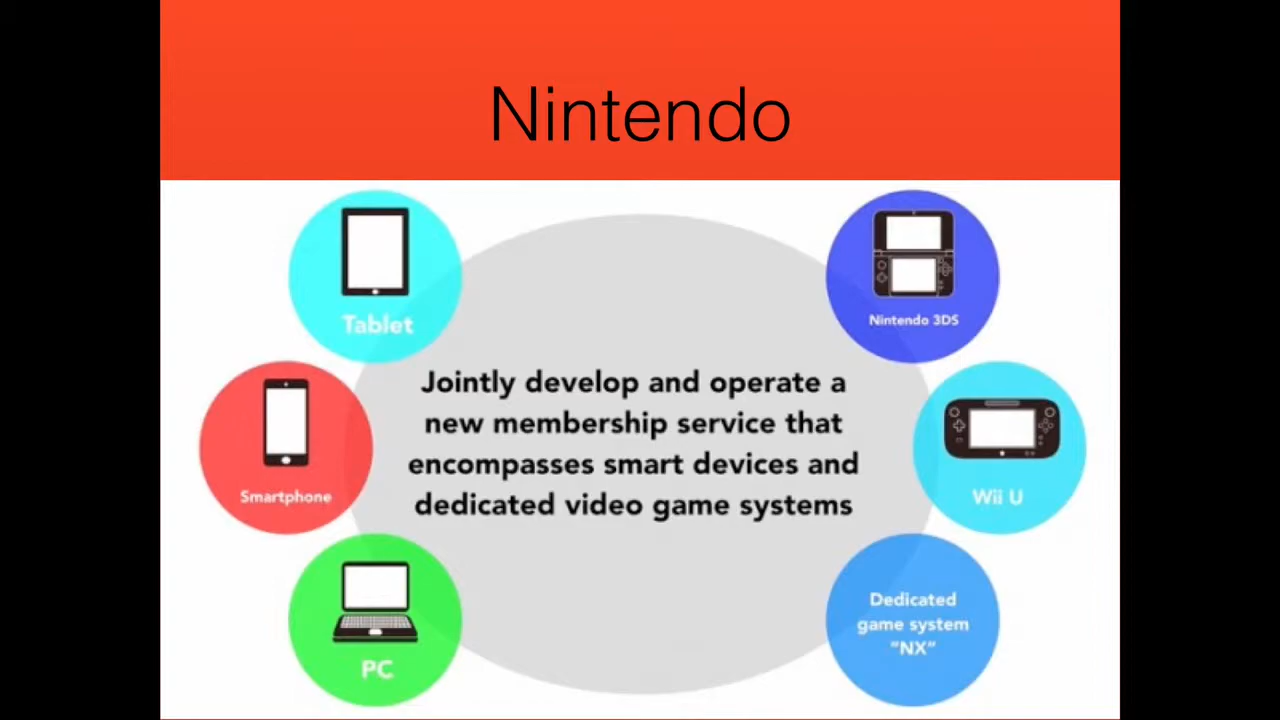 Nintendo
Tablet
Nintendo 3DS
Jointly develop and operate a
new membership service that
encompasses smart devices and
dedicated video game systems
Smartphone
Wii U
PC
Dedicated
game system
"NX"